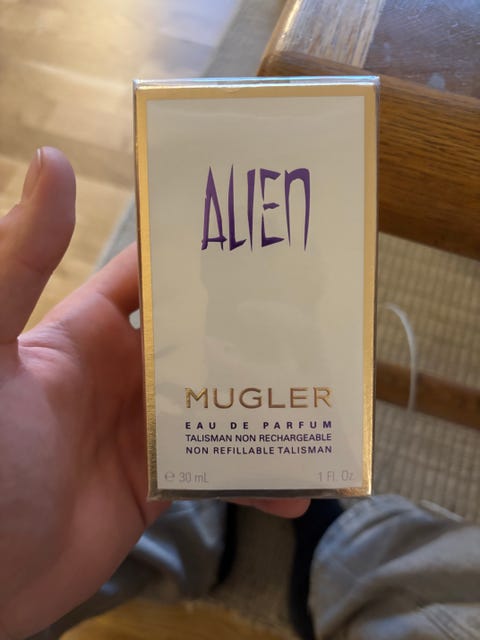 ALIEN
MUGLER
EAU DE PARFUM
TALISMAN NON RECHARGEABLE
NON REFILLABLE TALISMAN
℮ 30 mL 1 Fl. Oz.